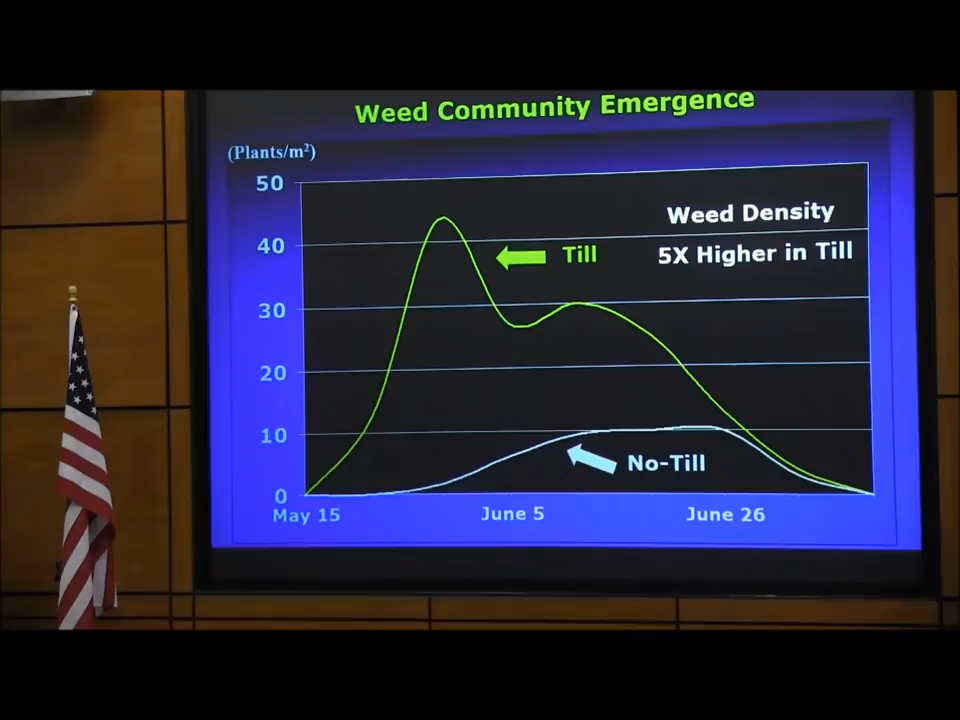 Weed Community Emergence
(Plants/m²)
50
Weed Density
40
Till
5X Higher in Till
30
20
10
No-Till
0
May 15
June 5
June 26